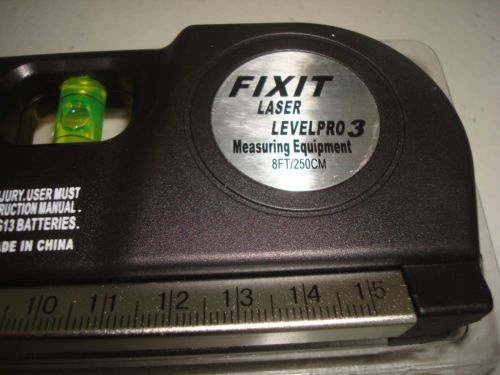 FIXIT
LASER
LEVELPRO 3
Measuring Equipment
8FT/250CM
JURY.USER MUST
RUCTION MANUAL.
G13 BATTERIES.
ADE IN CHINA
10 11 12 13 14 15